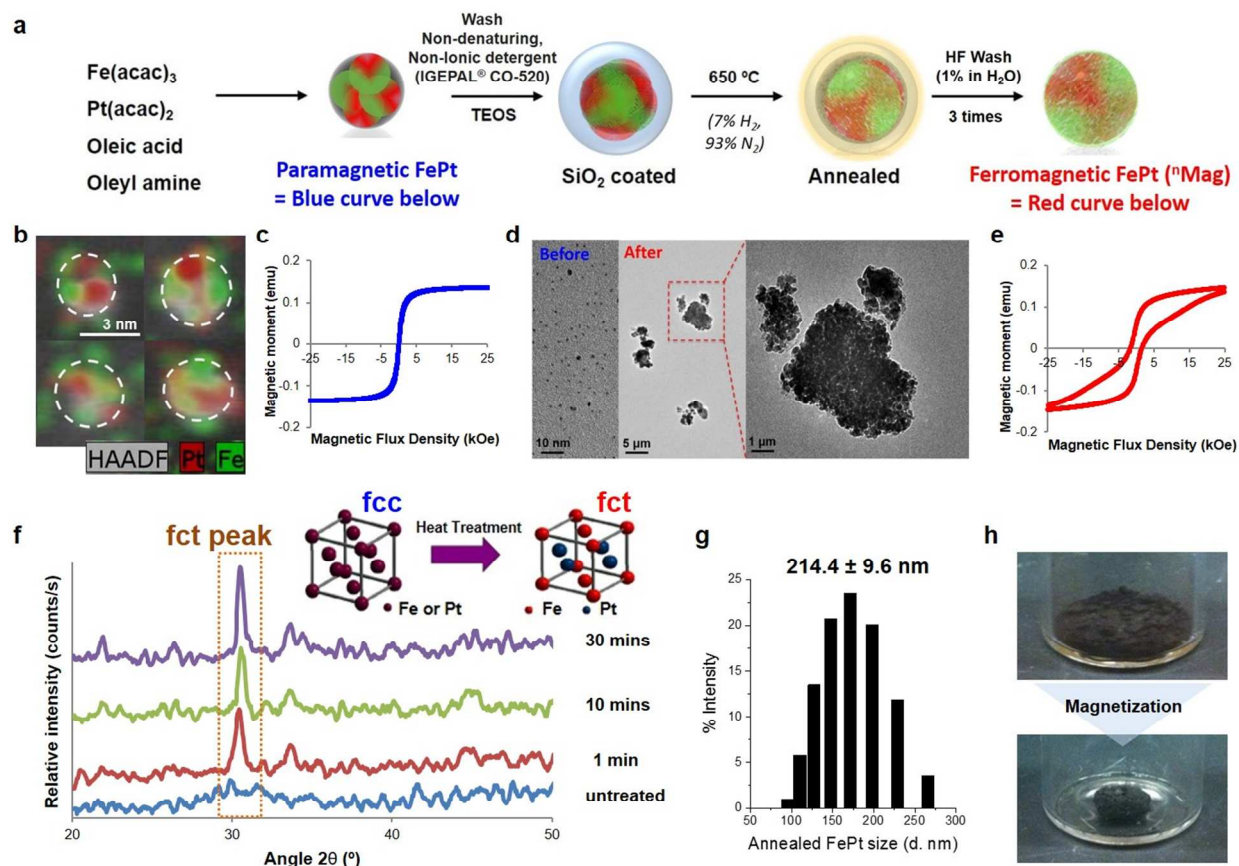 a
Fe(acac)3
Pt(acac)2
Oleic acid
Oleyl amine
Paramagnetic FePt
= Blue curve below
Wash
Non-denaturing,
Non-Ionic detergent
(IGEPAL® CO-520)
TEOS
SiO2 coated
650 ºC
(7% H2,
93% N2)
Annealed
HF Wash
(1% in H2O)
3 times
Ferromagnetic FePt (ⁿMag)
= Red curve below
b
3 nm
HAADF Pt Fe
c
Magnetic moment (emu)
0.2
0.1
0
-0.1
-0.2
-25 -15 -5 5 15 25
Magnetic Flux Density (kOe)
d
Before
After
10 nm
5 µm
1 µm
e
Magnetic moment (emu)
0.2
0.1
0
-0.1
-0.2
-25 -15 -5 5 15 25
Magnetic Flux Density (kOe)
f
fct peak
fcc
Heat Treatment
fct
Fe or Pt
Fe Pt
30 mins
10 mins
1 min
untreated
Relative intensity (counts/s)
20 30 40 50
Angle 2θ (º)
g
214.4 ± 9.6 nm
% Intensity
25
20
15
10
5
0
50 100 150 200 250 300
Annealed FePt size (d. nm)
h
Magnetization